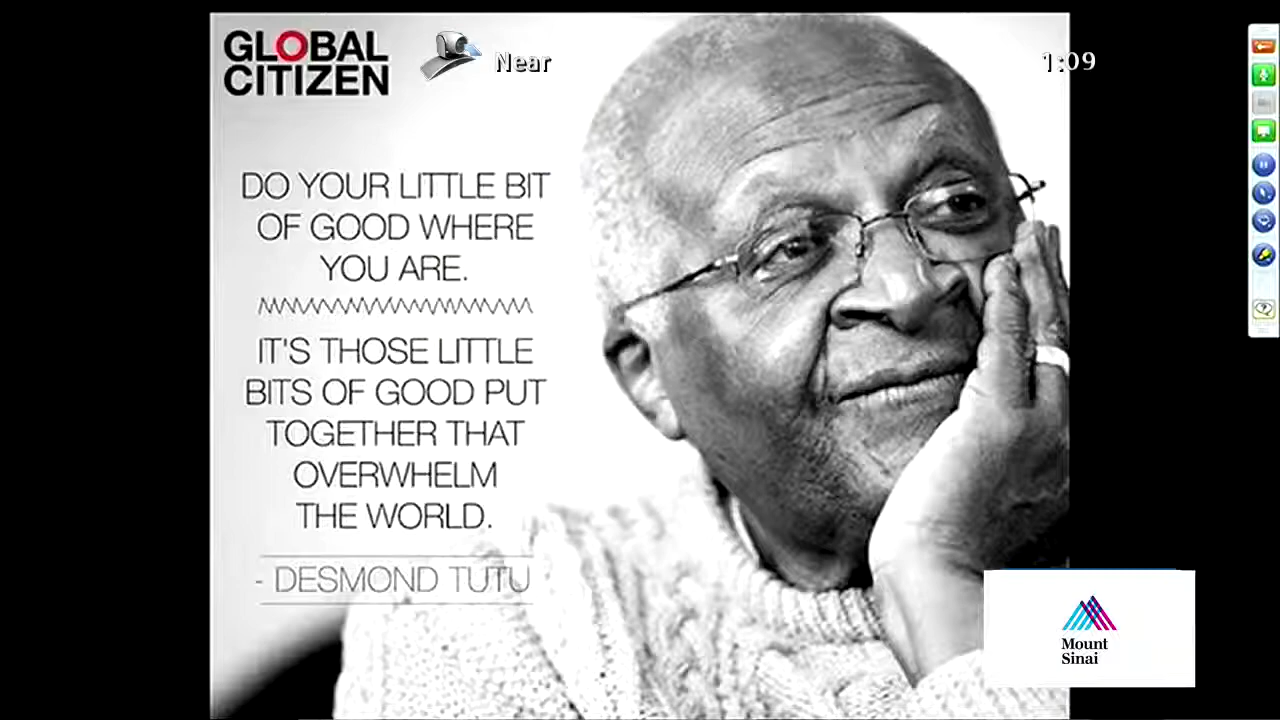 GLOBAL
CITIZEN
Near
1:09
DO YOUR LITTLE BIT
OF GOOD WHERE
YOU ARE.
IT'S THOSE LITTLE
BITS OF GOOD PUT
TOGETHER THAT
OVERWHELM
THE WORLD.
- DESMOND TUTU
Mount
Sinai